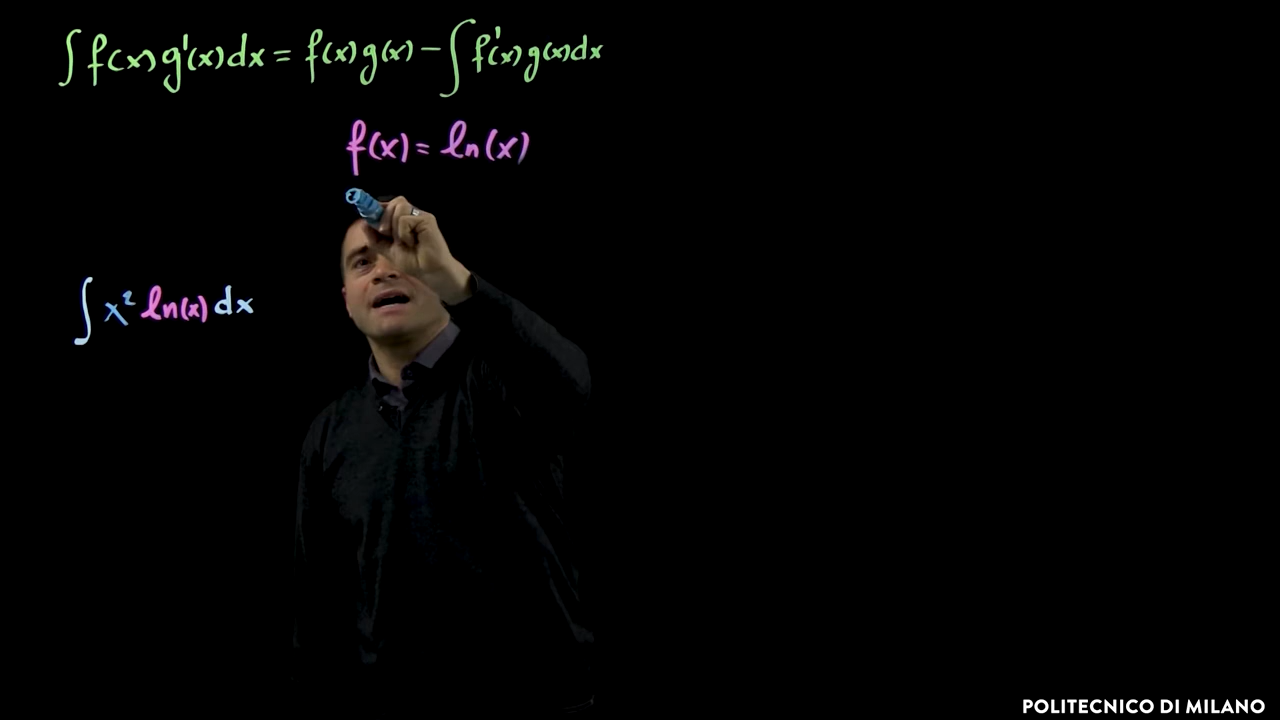 ∫ f(x) g'(x) dx = f(x) g(x) − ∫ f'(x) g(x) dx
f(x) = ln(x)
∫ x² ln(x) dx
POLITECNICO DI MILANO